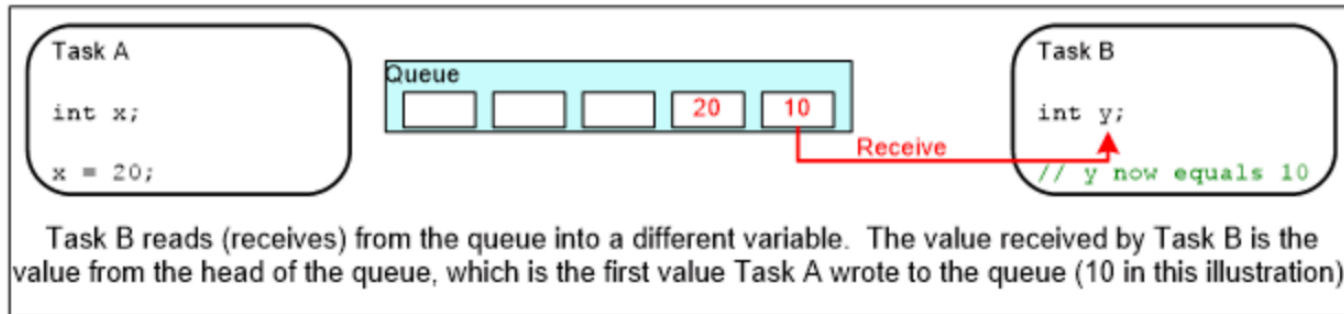 Task A
int x;
x = 20;
Queue
20
10
Receive
Task B
int y;
// y now equals 10
Task B reads (receives) from the queue into a different variable. The value received by Task B is the
value from the head of the queue, which is the first value Task A wrote to the queue (10 in this illustration)